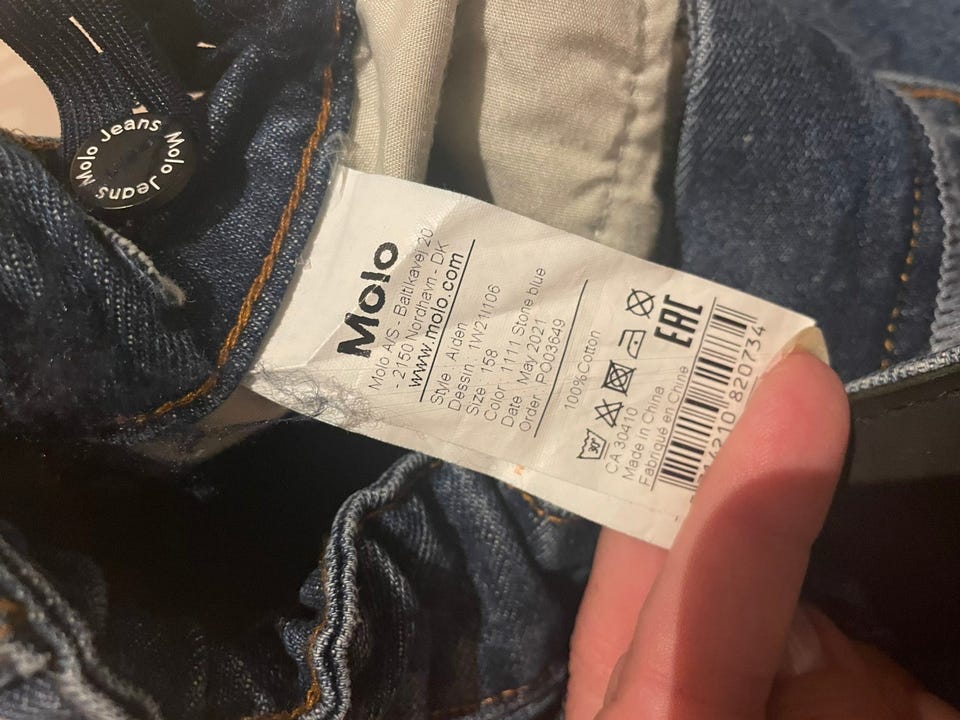 Molo Jeans Molo Jeans
Molo
Molo A/S - Baltikavej 20
- 2150 Nordhavn - DK
www.molo.com
Style Aiden
Dessin: 1W21I106
Size : 158
Color : 1111 Stone blue
Date: May 2021
Order: PO03649
100%Cotton
30°
EAC
CA 30410
Made in China
Fabriqué en Chine
210 820734